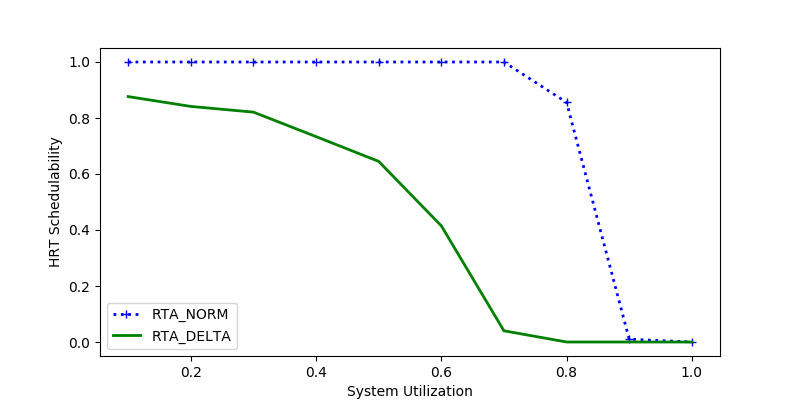 1.0
0.8
0.6
0.4
0.2
0.0
HRT Schedulability
RTA_NORM
RTA_DELTA
0.2 0.4 0.6 0.8 1.0
System Utilization